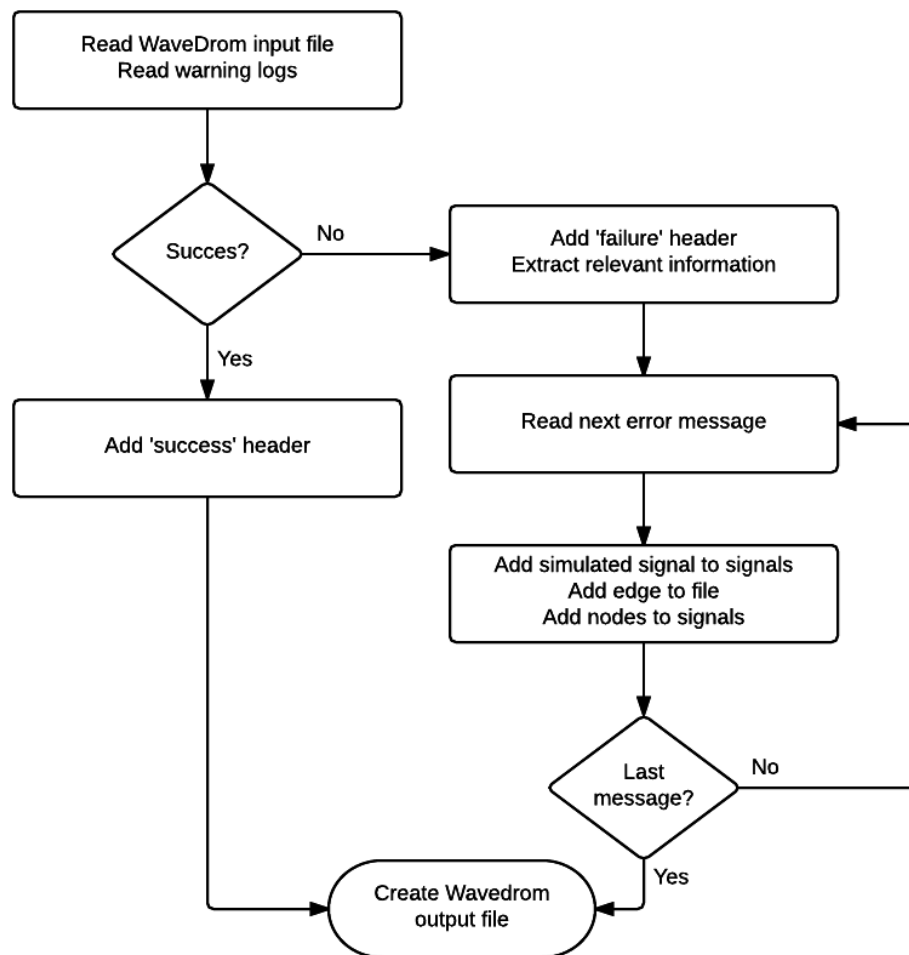 Read WaveDrom input file
Read warning logs
Succes?
No
Add 'failure' header
Extract relevant information
Yes
Add 'success' header
Read next error message
Add simulated signal to signals
Add edge to file
Add nodes to signals
Last
message?
No
Yes
Create Wavedrom
output file